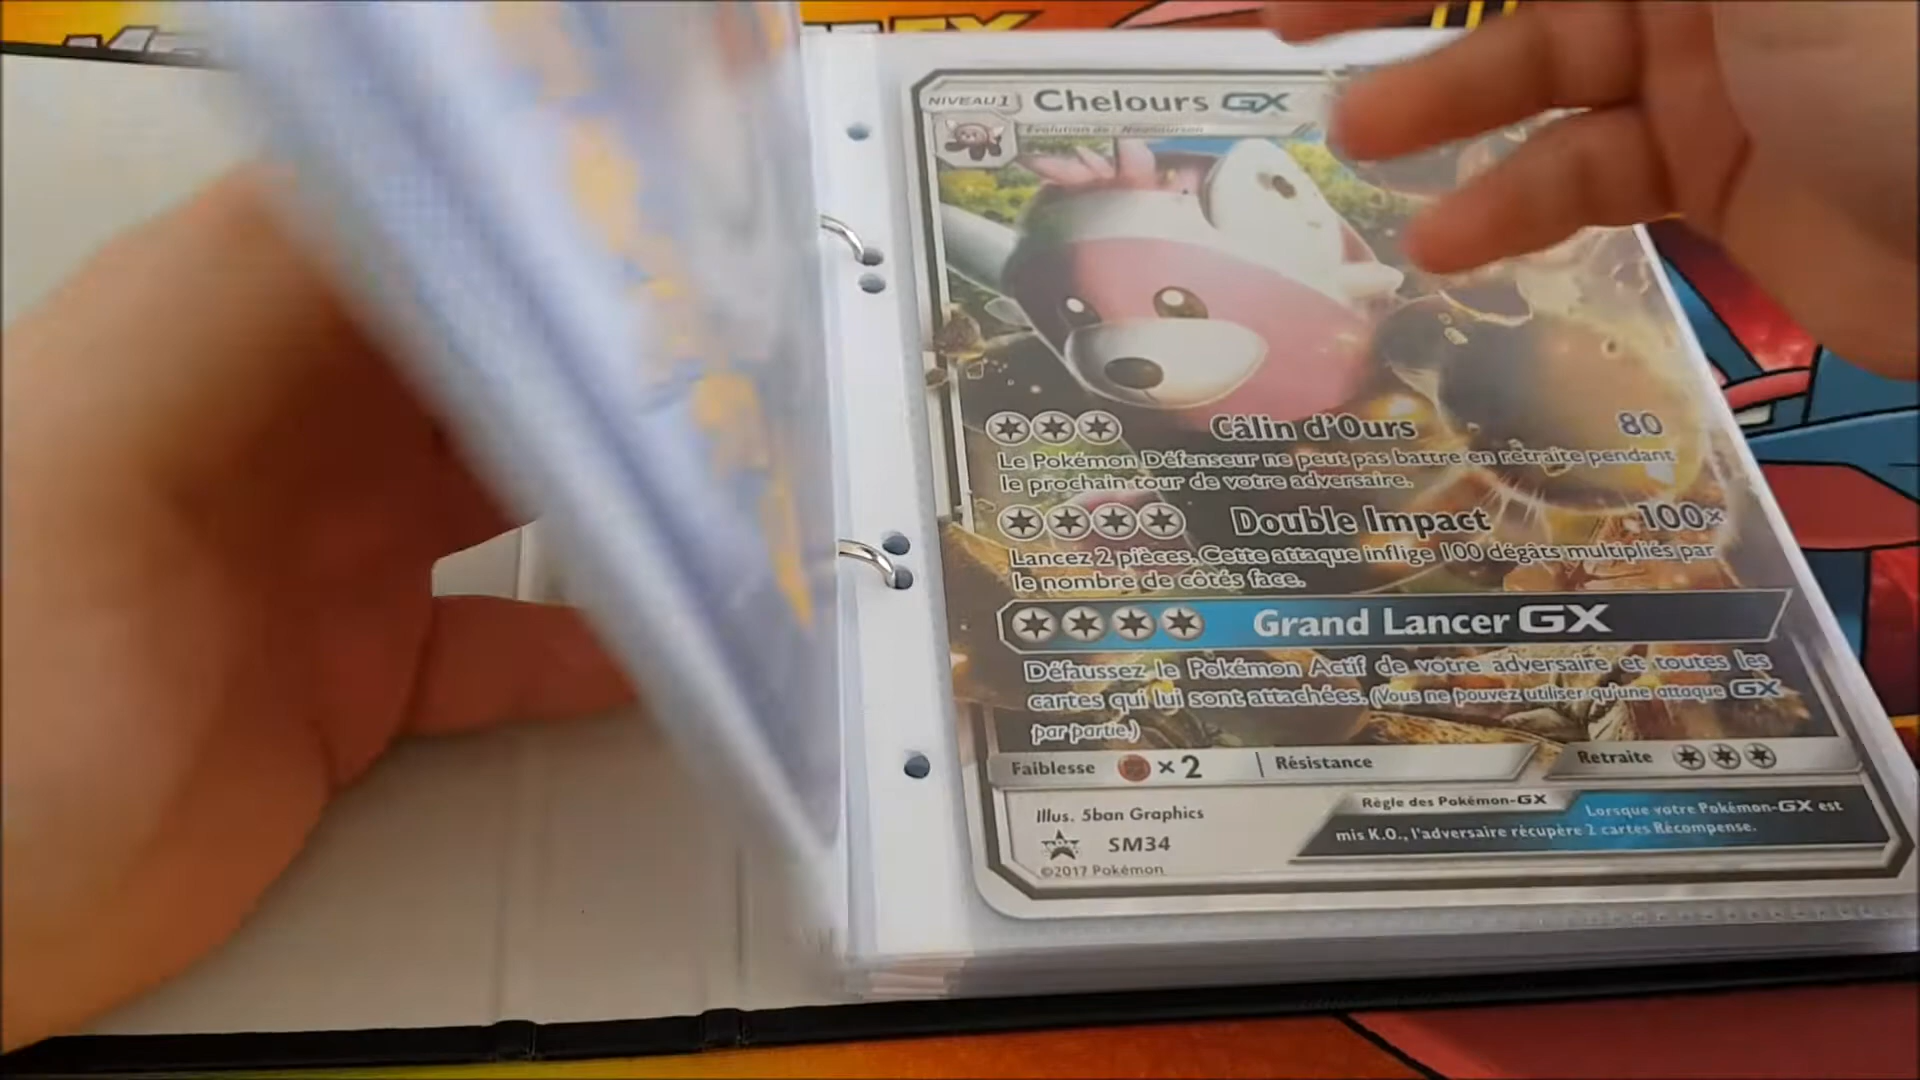 NIVEAU 1 Chelours GX
Évolution de : Nounourson
Câlin d'Ours 80
Le Pokémon Défenseur ne peut pas battre en retraite pendant
le prochain tour de votre adversaire.
Double Impact 100x
Lancez 2 pièces. Cette attaque inflige 100 dégâts multipliés par
le nombre de côtés face.
Grand Lancer GX
Défaussez le Pokémon Actif de votre adversaire et toutes les
cartes qui lui sont attachées. (Vous ne pouvez utiliser qu'une attaque GX
par partie.)
Faiblesse ×2 Résistance Retraite
Illus. 5ban Graphics
SM34
©2017 Pokémon
Règle des Pokémon-GX Lorsque votre Pokémon-GX est
mis K.O., l'adversaire récupère 2 cartes Récompense.